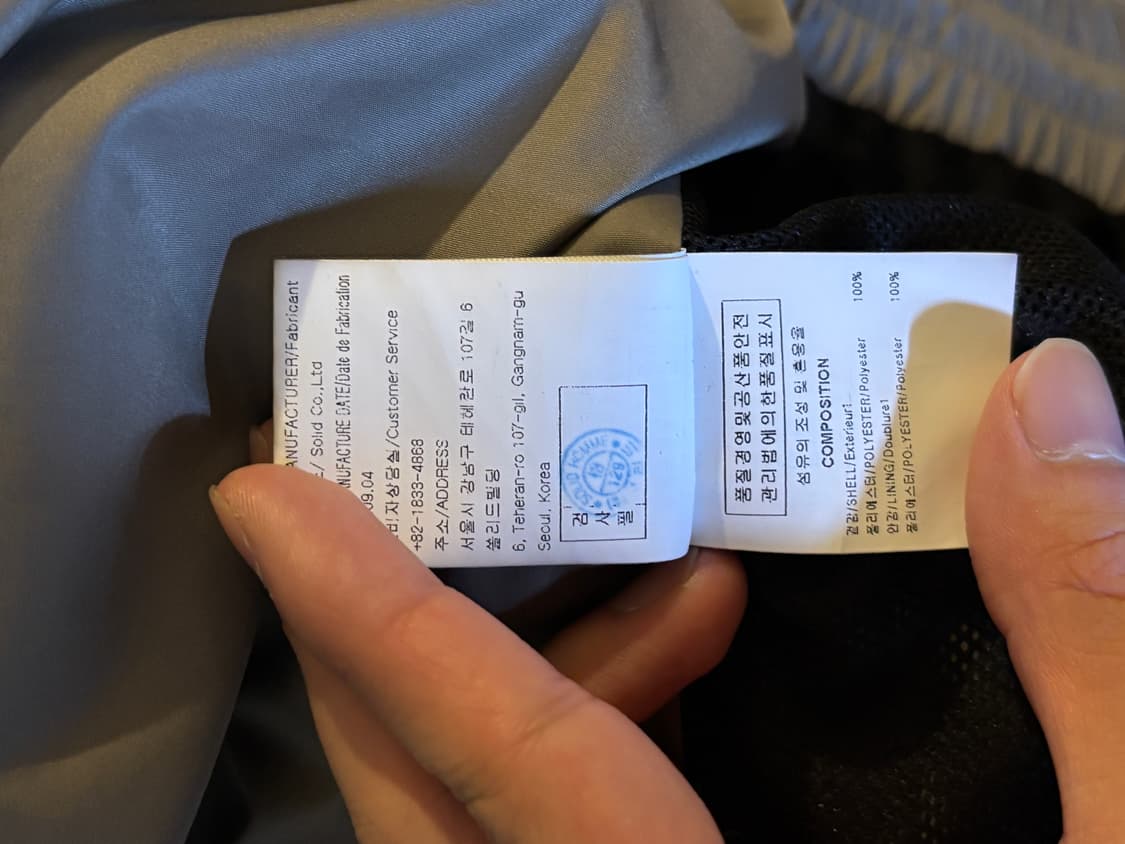 ANUFACTURER/Fabricant
/ Solid Co.,Ltd
NUFACTURE DATE/Date de Fabrication
09.04
비자상담실/Customer Service
+82-1833-4868
주소/ADDRESS
서울시 강남구 테헤란로 107길 6
쏠리드빌딩
6, Teheran-ro 107-gil, Gangnam-gu
Seoul, Korea
검
사
필
SOLID HOMME
품질경영및공산품안전
관리법에의한품질표시
섬유의 조성 및 혼용율
COMPOSITION
겉감/SHELL/Exterieur1
폴리에스터/POLYESTER/Polyester 100%
안감/LINING/Doublure1
폴리에스터/POLYESTER/Polyester 100%